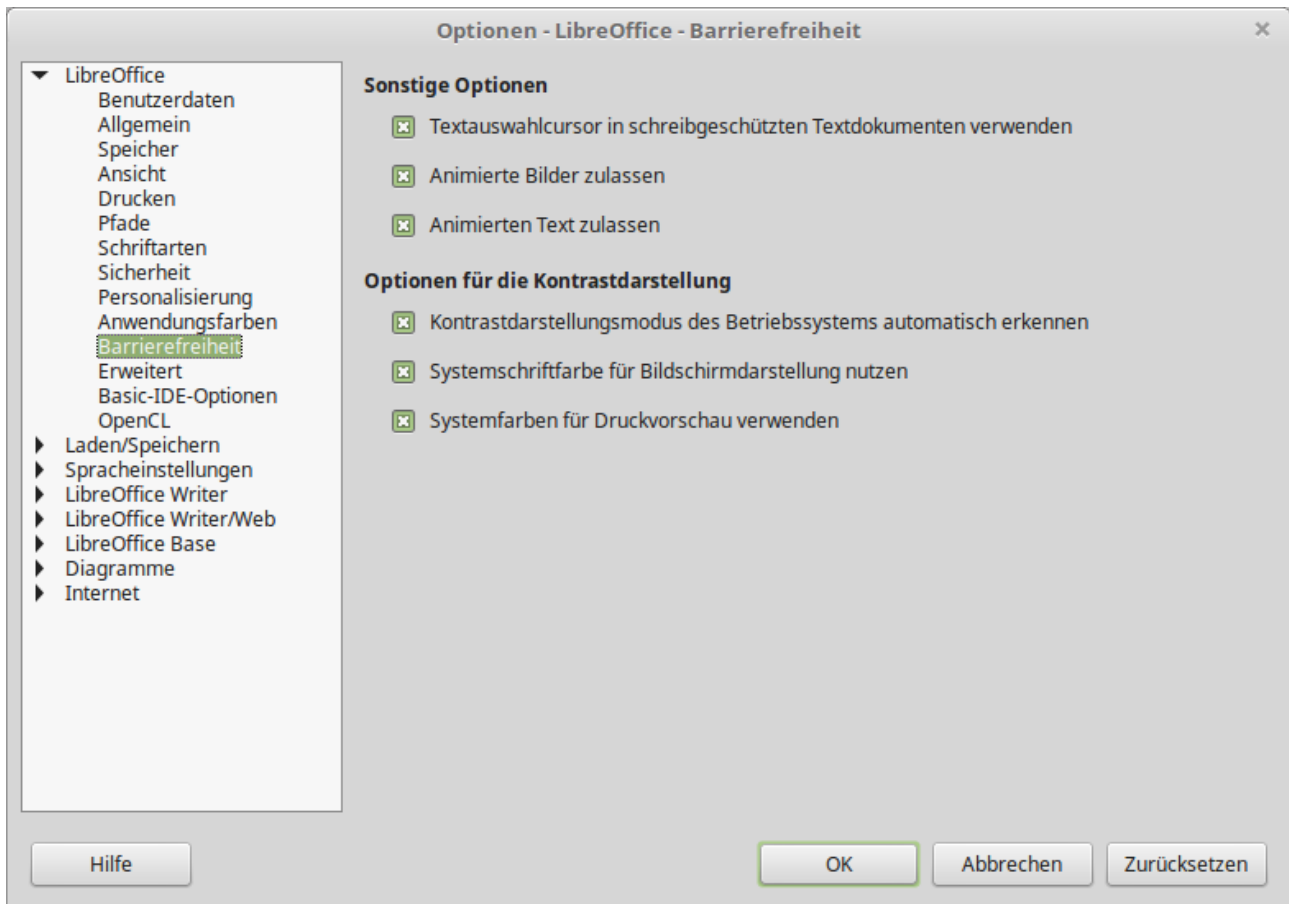 Optionen - LibreOffice - Barrierefreiheit
LibreOffice
Benutzerdaten
Allgemein
Speicher
Ansicht
Drucken
Pfade
Schriftarten
Sicherheit
Personalisierung
Anwendungsfarben
Barrierefreiheit
Erweitert
Basic-IDE-Optionen
OpenCL
Laden/Speichern
Spracheinstellungen
LibreOffice Writer
LibreOffice Writer/Web
LibreOffice Base
Diagramme
Internet
Sonstige Optionen
Textauswahlcursor in schreibgeschützten Textdokumenten verwenden
Animierte Bilder zulassen
Animierten Text zulassen
Optionen für die Kontrastdarstellung
Kontrastdarstellungsmodus des Betriebssystems automatisch erkennen
Systemschriftfarbe für Bildschirmdarstellung nutzen
Systemfarben für Druckvorschau verwenden
Hilfe
OK
Abbrechen
Zurücksetzen